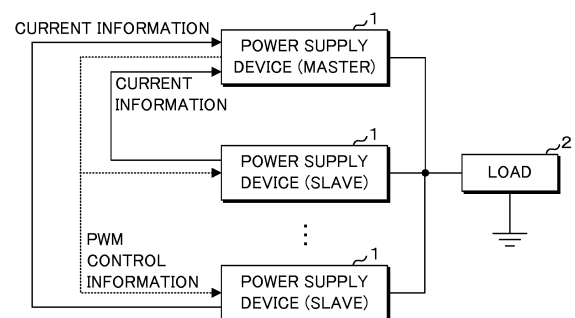 CURRENT INFORMATION
1
POWER SUPPLY
DEVICE (MASTER)
CURRENT
INFORMATION
1
POWER SUPPLY
DEVICE (SLAVE)
2
LOAD
PWM
CONTROL
INFORMATION
1
POWER SUPPLY
DEVICE (SLAVE)